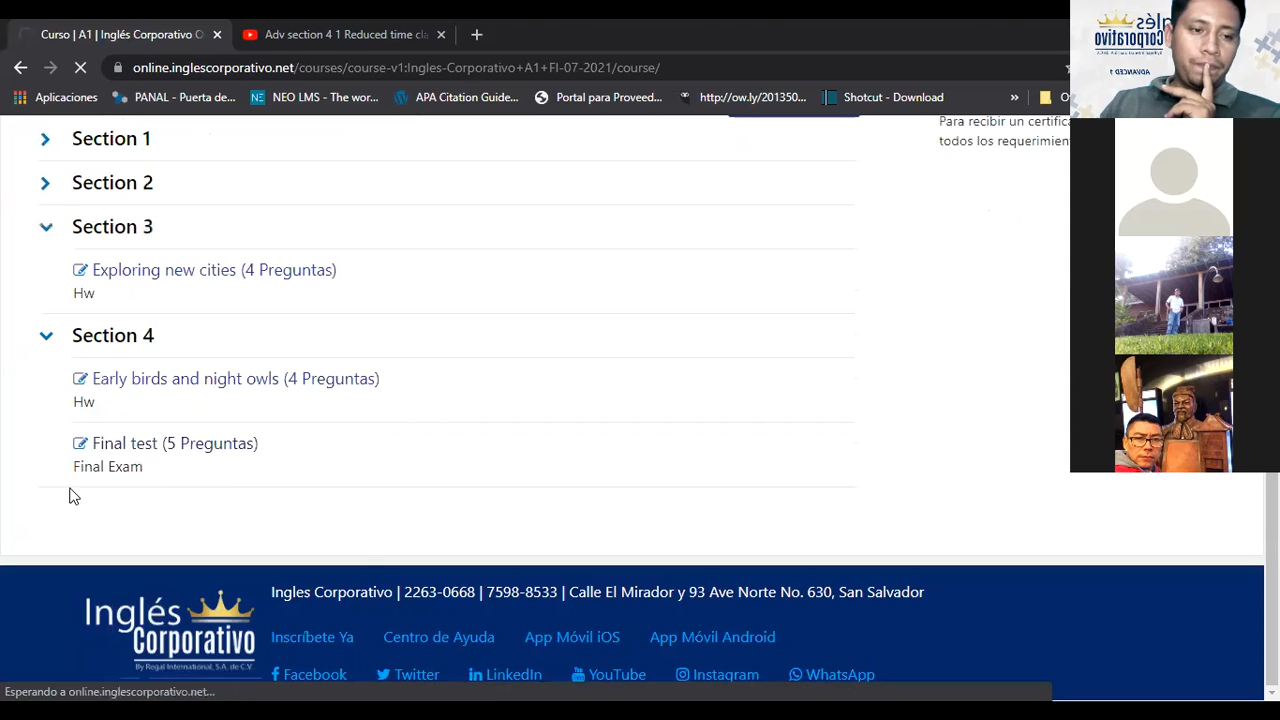 Curso | A1 | Inglés Corporativo O
Adv section 4 1 Reduced time cla
online.inglescorporativo.net/courses/course-v1:Ingles-Corporativo+A1+FI-07-2021/course/
Aplicaciones
PANAL - Puerta de...
NEO LMS - The wor...
APA Citation Guide...
Portal para Proveed...
http://ow.ly/201350...
Shotcut - Download
»
Inglés
Corporativo
ADVANCED 1
Para recibir un certifica
todos los requerimien
Section 1
Section 2
Section 3
Exploring new cities (4 Preguntas)
Hw
Section 4
Early birds and night owls (4 Preguntas)
Hw
Final test (5 Preguntas)
Final Exam
Inglés
Corporativo
By Regal International, S.A. de C.V.
Ingles Corporativo | 2263-0668 | 7598-8533 | Calle El Mirador y 93 Ave Norte No. 630, San Salvador
Inscríbete Ya
Centro de Ayuda
App Móvil iOS
App Móvil Android
Facebook
Twitter
LinkedIn
YouTube
Instagram
WhatsApp
Esperando a online.inglescorporativo.net...